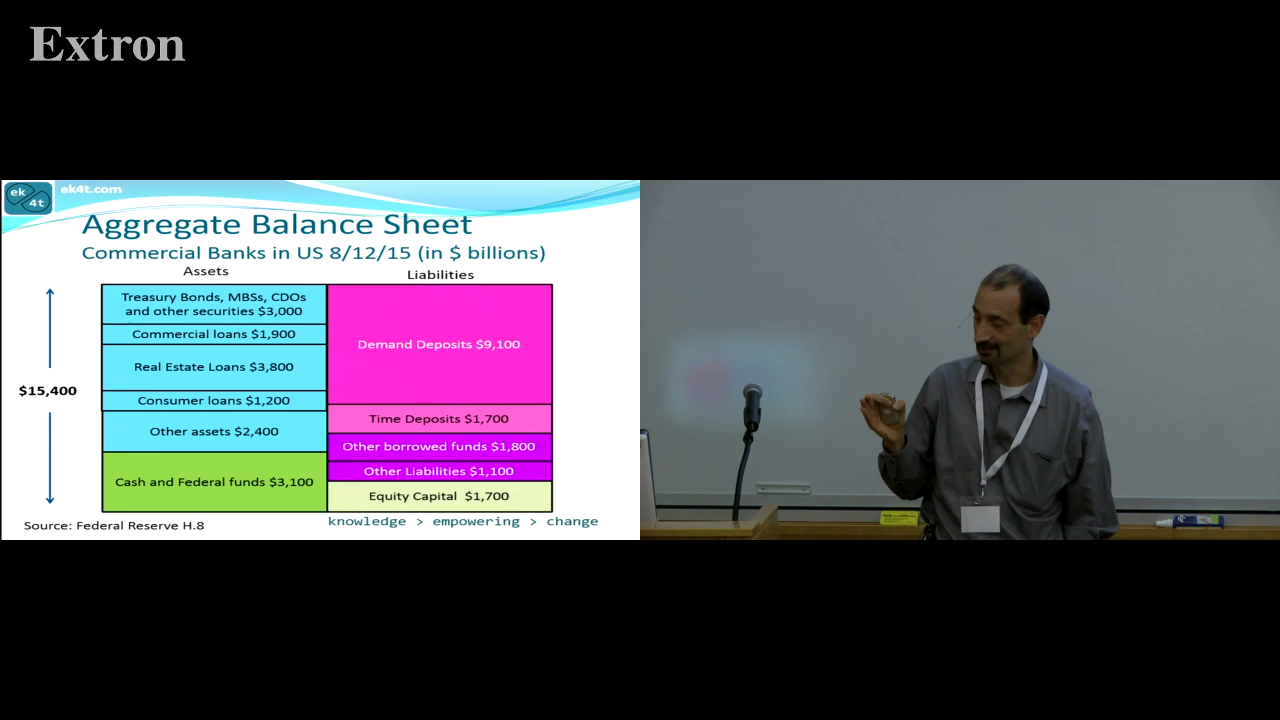 Extron
ek
4t
ek4t.com
Aggregate Balance Sheet
Commercial Banks in US 8/12/15 (in $ billions)
Assets
Liabilities
Treasury Bonds, MBSs, CDOs
and other securities $3,000
Commercial loans $1,900
Real Estate Loans $3,800
Consumer loans $1,200
Other assets $2,400
Cash and Federal funds $3,100
$15,400
Demand Deposits $9,100
Time Deposits $1,700
Other borrowed funds $1,800
Other Liabilities $1,100
Equity Capital $1,700
Source: Federal Reserve H.8
knowledge > empowering > change